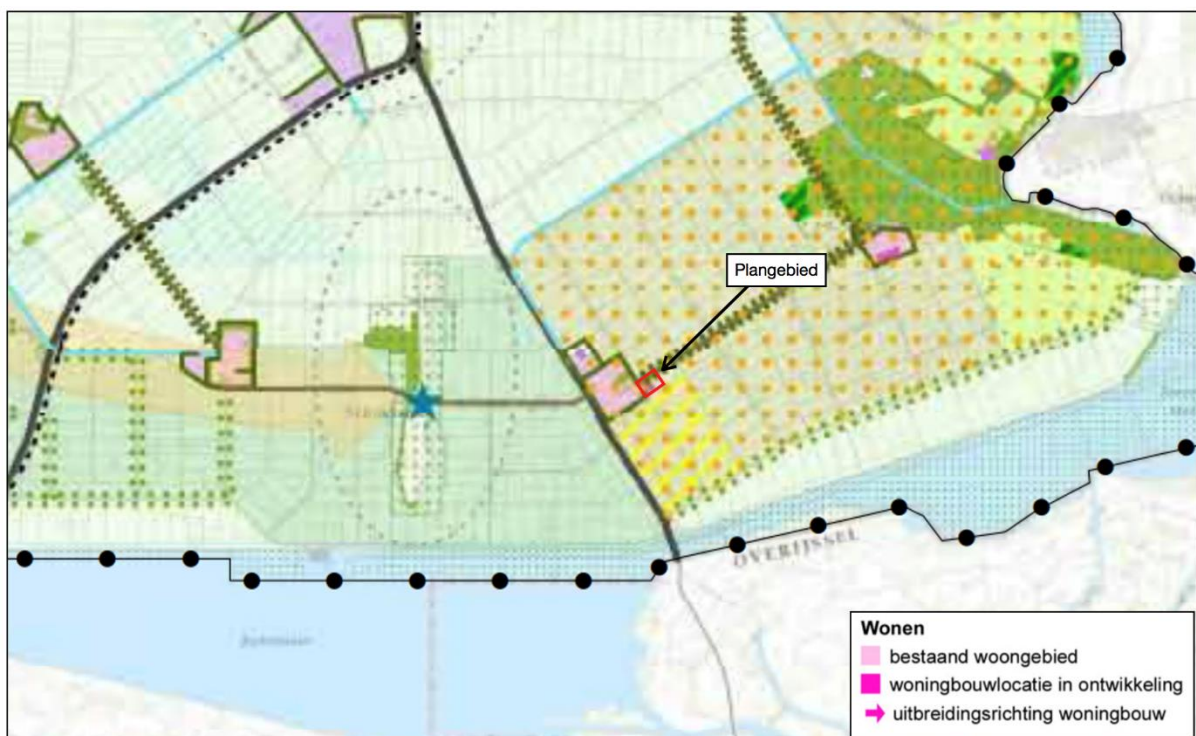 Plangebied
OVERIJSSEL
Wonen
bestaand woongebied
woningbouwlocatie in ontwikkeling
uitbreidingsrichting woningbouw